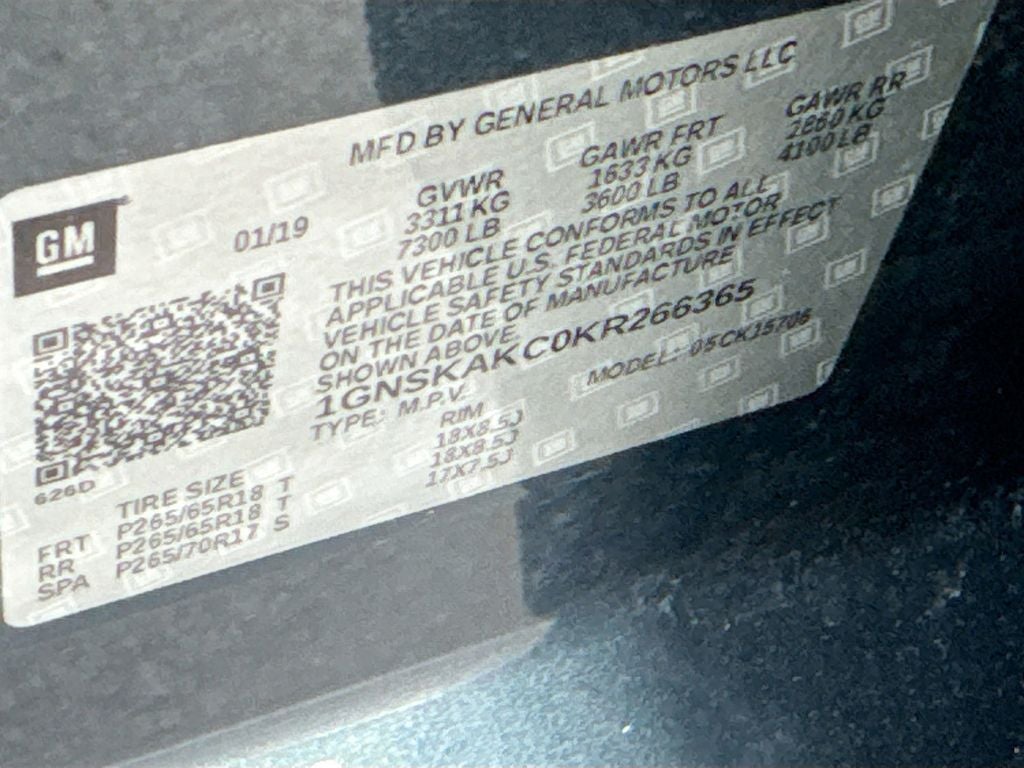 MFD BY GENERAL MOTORS LLC
GM
01/19
GVWR
3311 KG
7300 LB
GAWR FRT
1633 KG
3600 LB
GAWR RR
2860 KG
4100 LB
THIS VEHICLE CONFORMS TO ALL
APPLICABLE U.S. FEDERAL MOTOR
VEHICLE SAFETY STANDARDS IN EFFECT
ON THE DATE OF MANUFACTURE
SHOWN ABOVE
1GNSKAKC0KR266365
TYPE: M.P.V.
MODEL: 05CK15706
626D
TIRE SIZE RIM
FRT P265/65R18 T 18X8.5J
RR P265/65R18 T 18X8.5J
SPA P265/70R17 S 17X7.5J